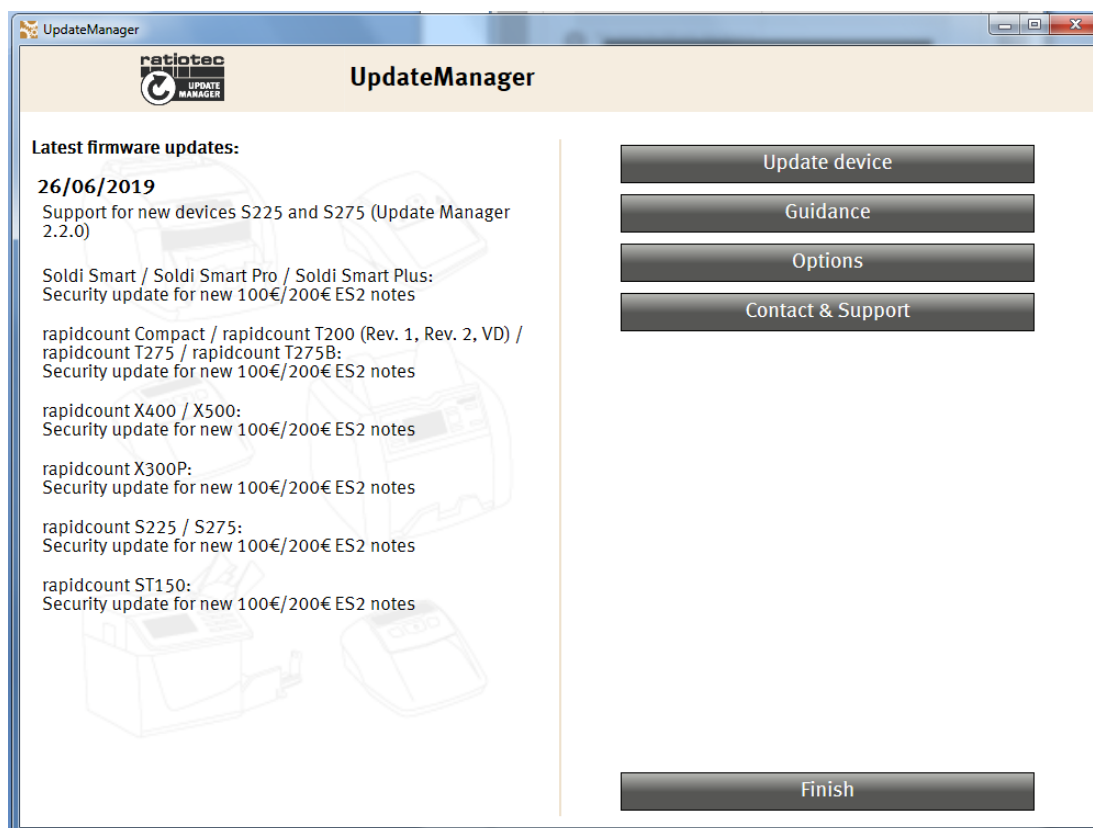 UpdateManager
ratiotec
UPDATE
MANAGER
UpdateManager
Latest firmware updates:
26/06/2019
Support for new devices S225 and S275 (Update Manager
2.2.0)
Soldi Smart / Soldi Smart Pro / Soldi Smart Plus:
Security update for new 100€/200€ ES2 notes
rapidcount Compact / rapidcount T200 (Rev. 1, Rev. 2, VD) /
rapidcount T275 / rapidcount T275B:
Security update for new 100€/200€ ES2 notes
rapidcount X400 / X500:
Security update for new 100€/200€ ES2 notes
rapidcount X300P:
Security update for new 100€/200€ ES2 notes
rapidcount S225 / S275:
Security update for new 100€/200€ ES2 notes
rapidcount ST150:
Security update for new 100€/200€ ES2 notes
Update device
Guidance
Options
Contact & Support
Finish